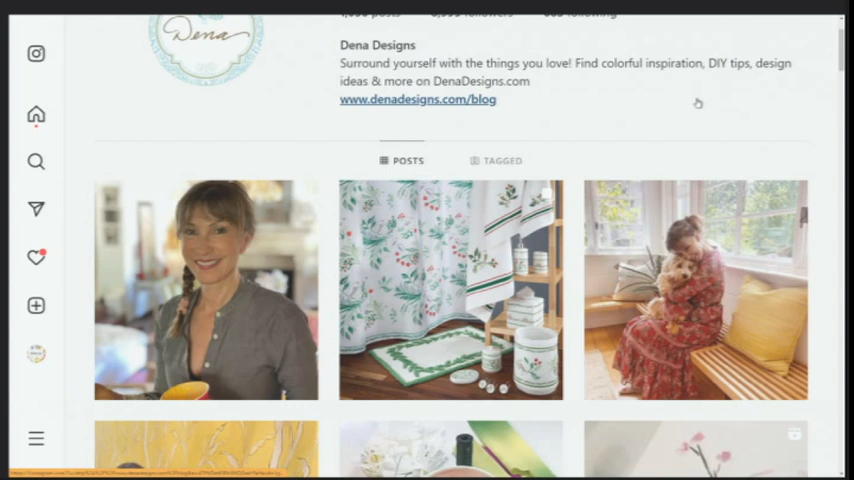 Dena
Dena Designs
Surround yourself with the things you love! Find colorful inspiration, DIY tips, design
ideas & more on DenaDesigns.com
www.denadesigns.com/blog
POSTS
TAGGED